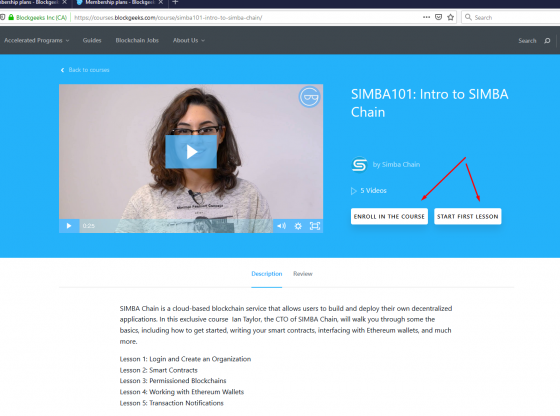 mbership plans - Blockgeeks
Membership plans - Blockgeeks
Blockgeeks Inc (CA)
https://courses.blockgeeks.com/course/simba101-intro-to-simba-chain/
Search
Accelerated Programs
Guides
Blockchain Jobs
About Us
Search
Back to courses
SIMBA101: Intro to SIMBA
Chain
by Simba Chain
5 Videos
ENROLL IN THE COURSE
START FIRST LESSON
Description
Review
SIMBA Chain is a cloud-based blockchain service that allows users to build and deploy their own decentralized
applications. In this exclusive course Ian Taylor, the CTO of SIMBA Chain, will walk you through some the
basics, including how to get started, writing your smart contracts, interfacing with Ethereum wallets, and much
more.
Lesson 1: Login and Create an Organization
Lesson 2: Smart Contracts
Lesson 3: Permissioned Blockchains
Lesson 4: Working with Ethereum Wallets
Lesson 5: Transaction Notifications